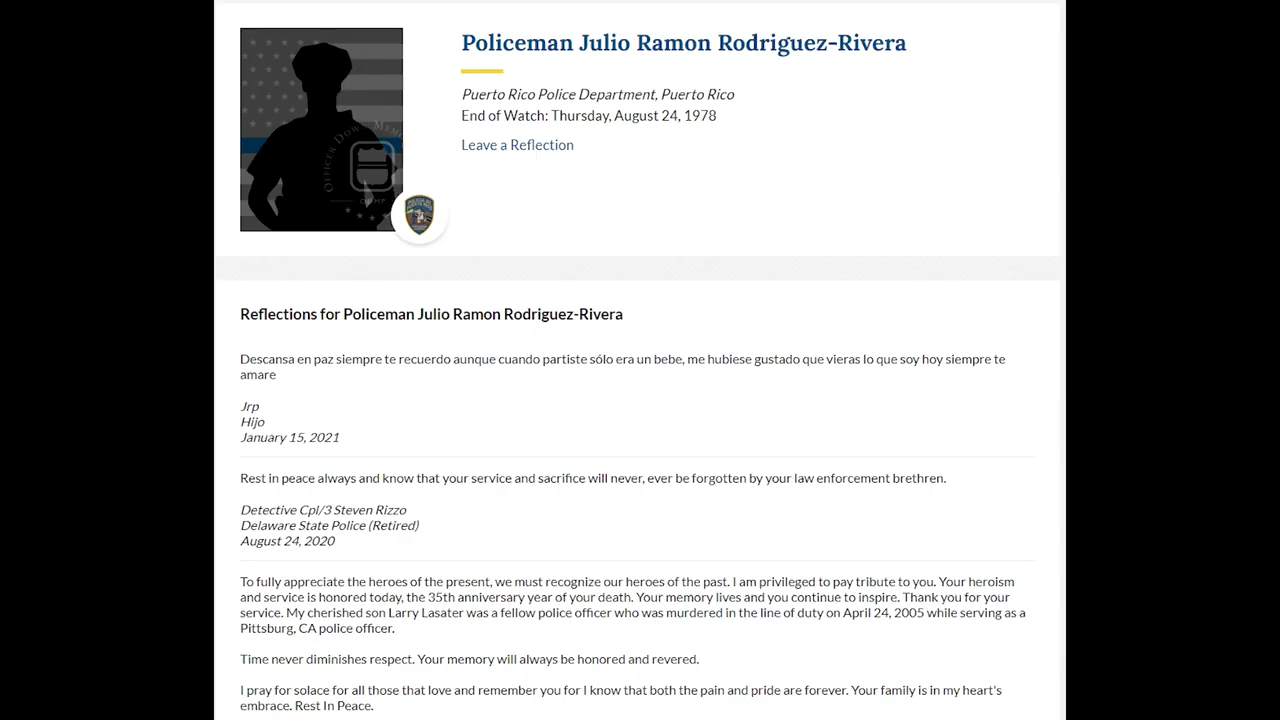 Policeman Julio Ramon Rodriguez-Rivera
Puerto Rico Police Department, Puerto Rico
End of Watch: Thursday, August 24, 1978
Leave a Reflection
Reflections for Policeman Julio Ramon Rodriguez-Rivera
Descansa en paz siempre te recuerdo aunque cuando partiste sólo era un bebe, me hubiese gustado que vieras lo que soy hoy siempre te
amare
Jrp
Hijo
January 15, 2021
Rest in peace always and know that your service and sacrifice will never, ever be forgotten by your law enforcement brethren.
Detective Cpl/3 Steven Rizzo
Delaware State Police (Retired)
August 24, 2020
To fully appreciate the heroes of the present, we must recognize our heroes of the past. I am privileged to pay tribute to you. Your heroism
and service is honored today, the 35th anniversary year of your death. Your memory lives and you continue to inspire. Thank you for your
service. My cherished son Larry Lasater was a fellow police officer who was murdered in the line of duty on April 24, 2005 while serving as a
Pittsburg, CA police officer.
Time never diminishes respect. Your memory will always be honored and revered.
I pray for solace for all those that love and remember you for I know that both the pain and pride are forever. Your family is in my heart's
embrace. Rest In Peace.